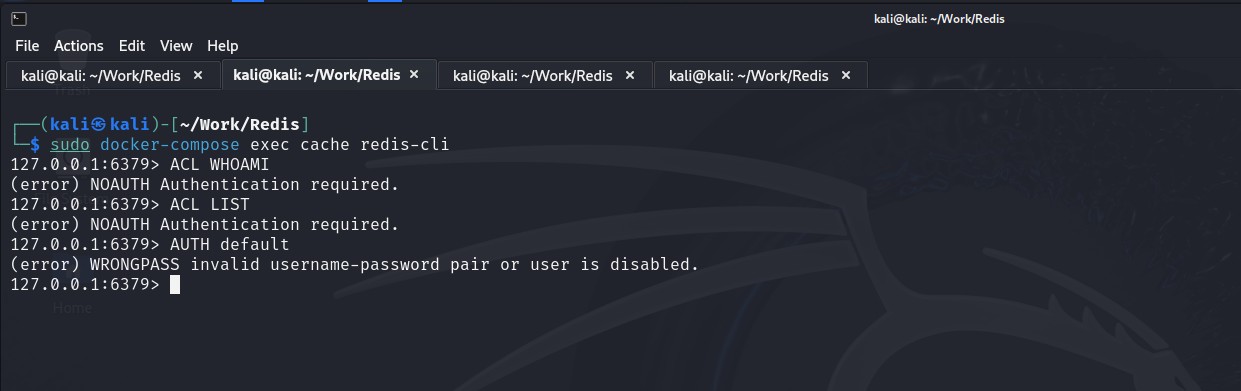 kali@kali: ~/Work/Redis
File Actions Edit View Help
kali@kali: ~/Work/Redis × kali@kali: ~/Work/Redis × kali@kali: ~/Work/Redis × kali@kali: ~/Work/Redis ×
Trash
┌──(kali㉿kali)-[~/Work/Redis]
└─$ sudo docker-compose exec cache redis-cli
127.0.0.1:6379> ACL WHOAMI
(error) NOAUTH Authentication required.
127.0.0.1:6379> ACL LIST
(error) NOAUTH Authentication required.
127.0.0.1:6379> AUTH default
(error) WRONGPASS invalid username-password pair or user is disabled.
127.0.0.1:6379>
Home